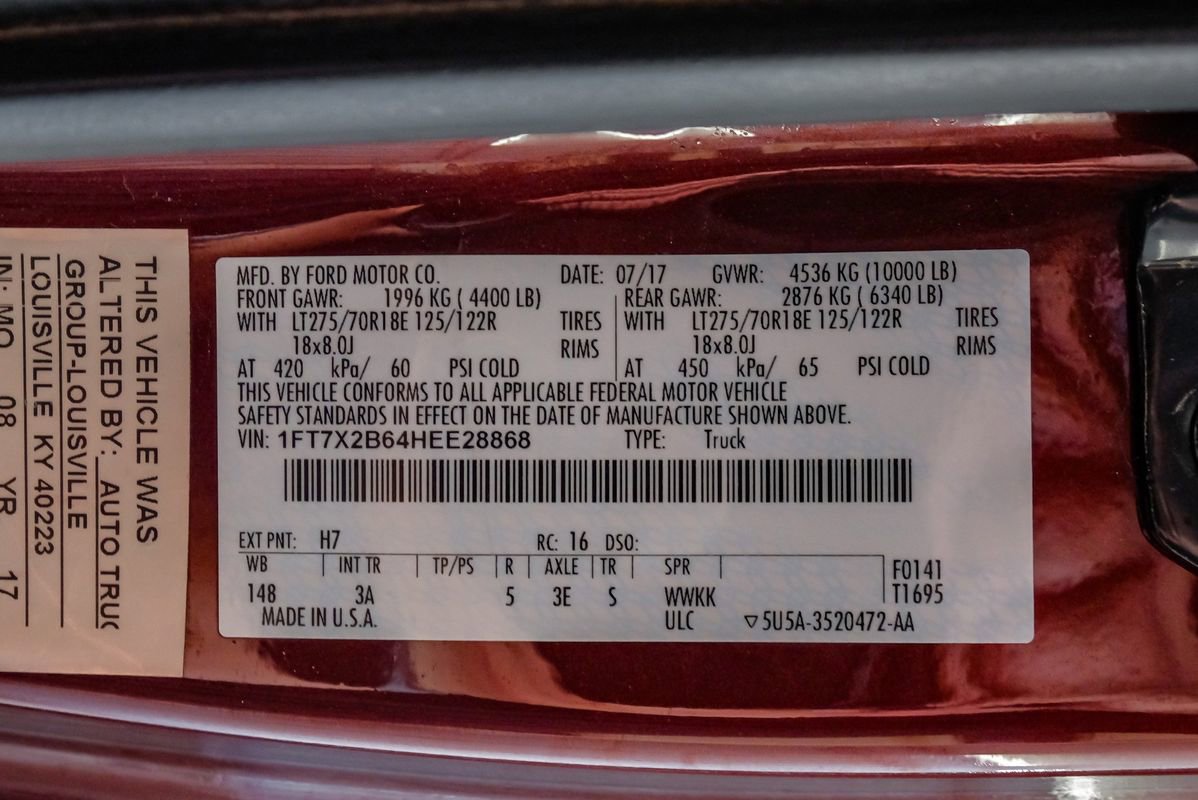 THIS VEHICLE WAS
ALTERED BY: AUTO TRUC
GROUP-LOUISVILLE
LOUISVILLE KY 40223
IN: MO 08 YR 17
MFD. BY FORD MOTOR CO. DATE: 07/17 GVWR: 4536 KG (10000 LB)
FRONT GAWR: 1996 KG ( 4400 LB) REAR GAWR: 2876 KG ( 6340 LB)
WITH LT275/70R18E 125/122R TIRES WITH LT275/70R18E 125/122R TIRES
18x8.0J RIMS 18x8.0J RIMS
AT 420 kPa/ 60 PSI COLD AT 450 kPa/ 65 PSI COLD
THIS VEHICLE CONFORMS TO ALL APPLICABLE FEDERAL MOTOR VEHICLE
SAFETY STANDARDS IN EFFECT ON THE DATE OF MANUFACTURE SHOWN ABOVE.
VIN: 1FT7X2B64HEE28868 TYPE: Truck
EXT PNT: H7 RC: 16 DSO:
WB INT TR TP/PS R AXLE TR SPR F0141
148 3A 5 3E S WWKK T1695
MADE IN U.S.A. ULC ▽5U5A-3520472-AA